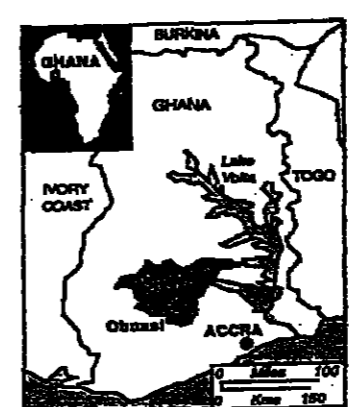 BURKINA
GHANA
GHANA
Lake
Volta
TOGO
IVORY
COAST
Obuasi
ACCRA
0 Miles 100
0 Kms 150